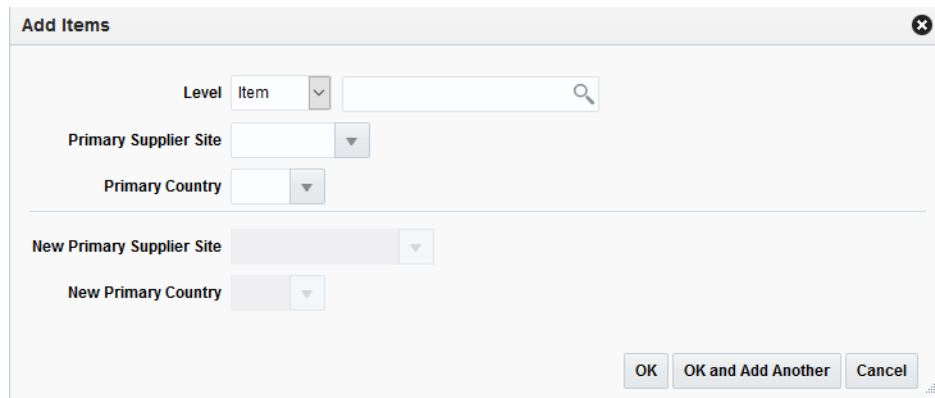 Add Items
Level Item
Primary Supplier Site
Primary Country
New Primary Supplier Site
New Primary Country
OK OK and Add Another Cancel